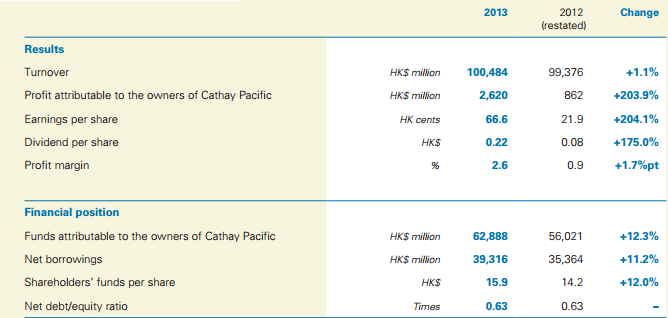 2013 2012 Change
(restated)
Results
Turnover HK$ million 100,484 99,376 +1.1%
Profit attributable to the owners of Cathay Pacific HK$ million 2,620 862 +203.9%
Earnings per share HK cents 66.6 21.9 +204.1%
Dividend per share HK$ 0.22 0.08 +175.0%
Profit margin % 2.6 0.9 +1.7%pt
Financial position
Funds attributable to the owners of Cathay Pacific HK$ million 62,888 56,021 +12.3%
Net borrowings HK$ million 39,316 35,364 +11.2%
Shareholders’ funds per share HK$ 15.9 14.2 +12.0%
Net debt/equity ratio Times 0.63 0.63 –